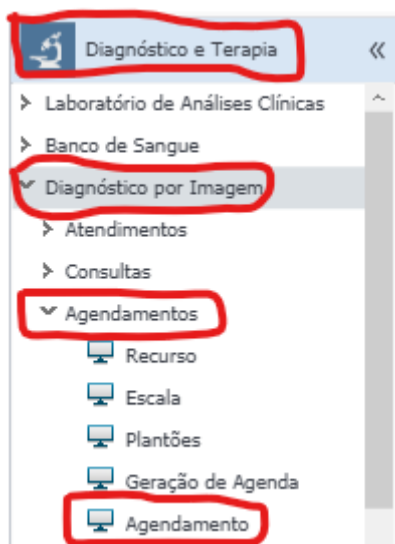 Diagnóstico e Terapia
Laboratório de Análises Clínicas
Banco de Sangue
Diagnóstico por Imagem
Atendimentos
Consultas
Agendamentos
Recurso
Escala
Plantões
Geração de Agenda
Agendamento